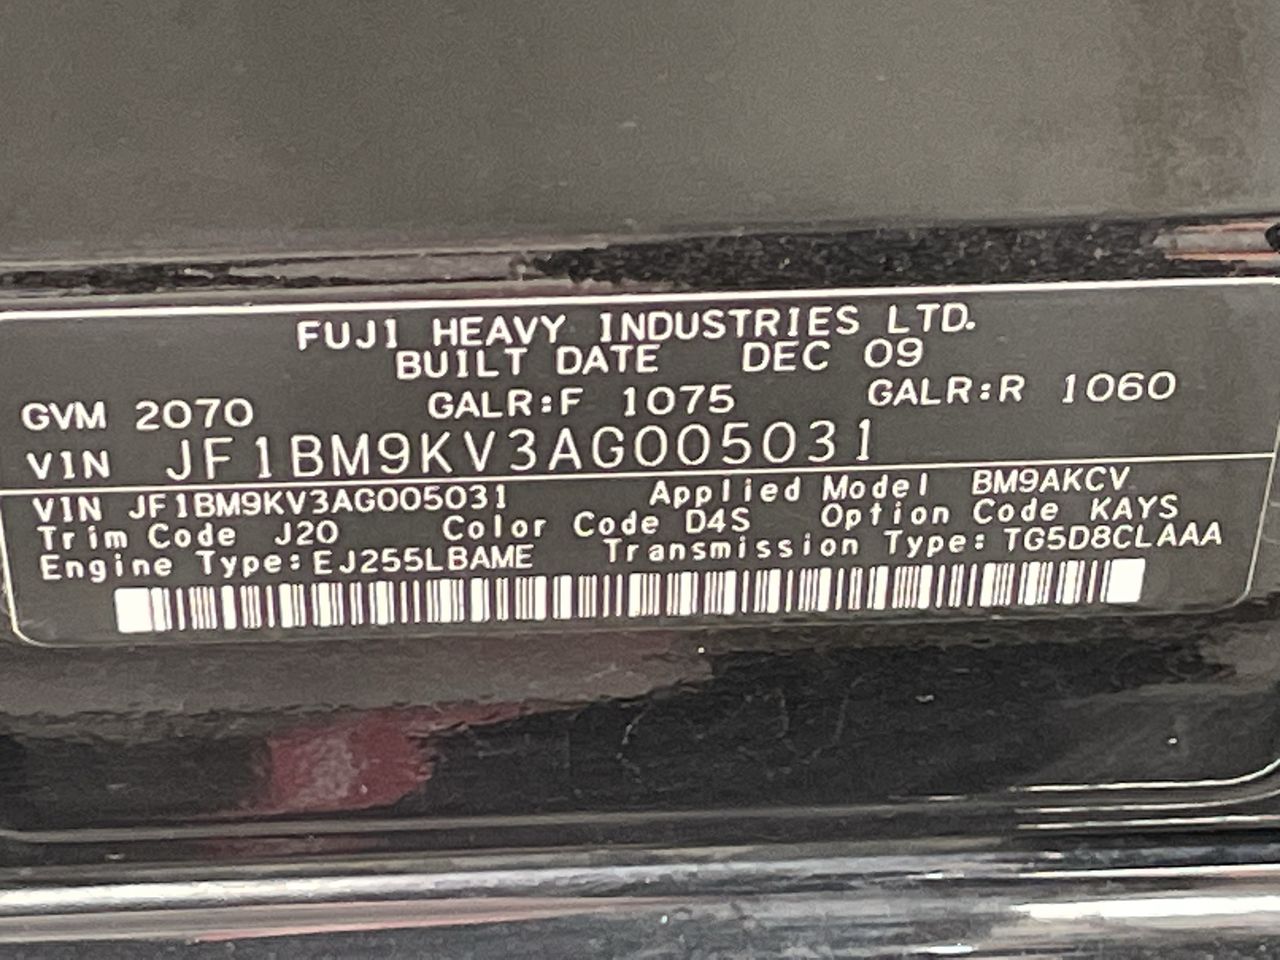 FUJI HEAVY INDUSTRIES LTD.
BUILT DATE DEC 09
GVM 2070 GALR:F 1075 GALR:R 1060
VIN JF1BM9KV3AG005031
VIN JF1BM9KV3AG005031 Applied Model BM9AKCV
Trim Code J20 Color Code D4S Option Code KAYS
Engine Type:EJ255LBAME Transmission Type:TG5D8CLAAA